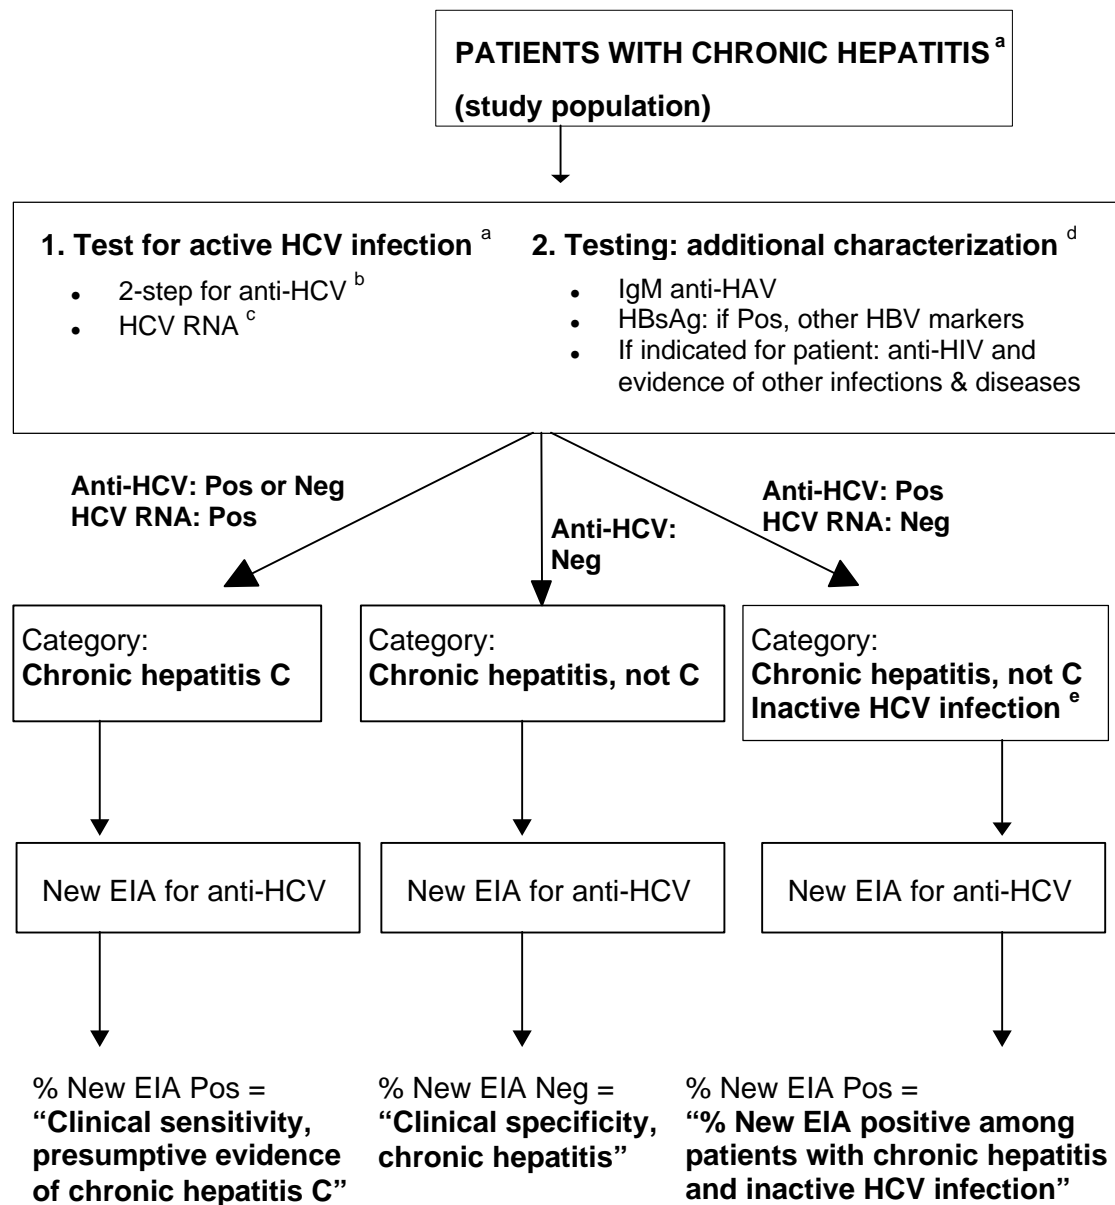 PATIENTS WITH CHRONIC HEPATITIS a
(study population)
1. Test for active HCV infection a
• 2-step for anti-HCV b
• HCV RNA c
2. Testing: additional characterization d
• IgM anti-HAV
• HBsAg: if Pos, other HBV markers
• If indicated for patient: anti-HIV and
evidence of other infections & diseases
Anti-HCV: Pos or Neg
HCV RNA: Pos
Anti-HCV:
Neg
Anti-HCV: Pos
HCV RNA: Neg
Category:
Chronic hepatitis C
Category:
Chronic hepatitis, not C
Category:
Chronic hepatitis, not C
Inactive HCV infection e
New EIA for anti-HCV
New EIA for anti-HCV
New EIA for anti-HCV
% New EIA Pos =
“Clinical sensitivity,
presumptive evidence
of chronic hepatitis C”
% New EIA Neg =
“Clinical specificity,
chronic hepatitis”
% New EIA Pos =
“% New EIA positive among
patients with chronic hepatitis
and inactive HCV infection”